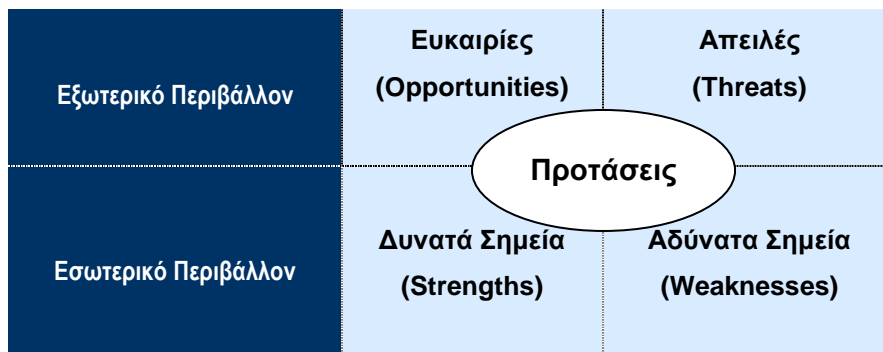 Εξωτερικό Περιβάλλον
Ευκαιρίες
(Opportunities)
Απειλές
(Threats)
Προτάσεις
Εσωτερικό Περιβάλλον
Δυνατά Σημεία
(Strengths)
Αδύνατα Σημεία
(Weaknesses)